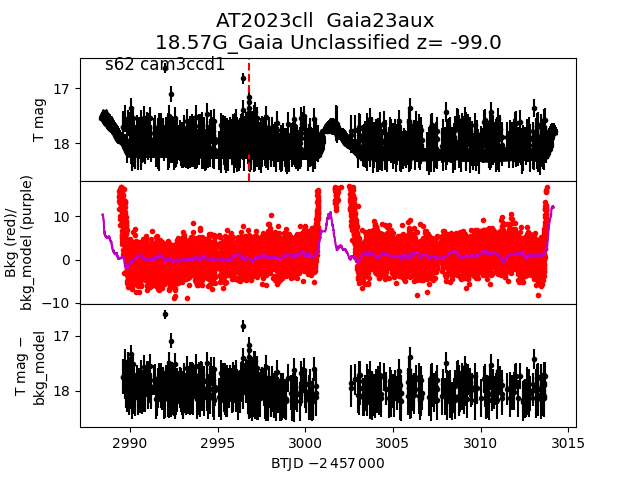 AT2023cll  Gaia23aux
18.57G_Gaia Unclassified z= -99.0
s62 cam3ccd1
17
18
T mag
10
0
−10
Bkg (red)/
bkg_model (purple)
17
18
T mag −
bkg_model
2990 2995 3000 3005 3010 3015
BTJD −2 457 000